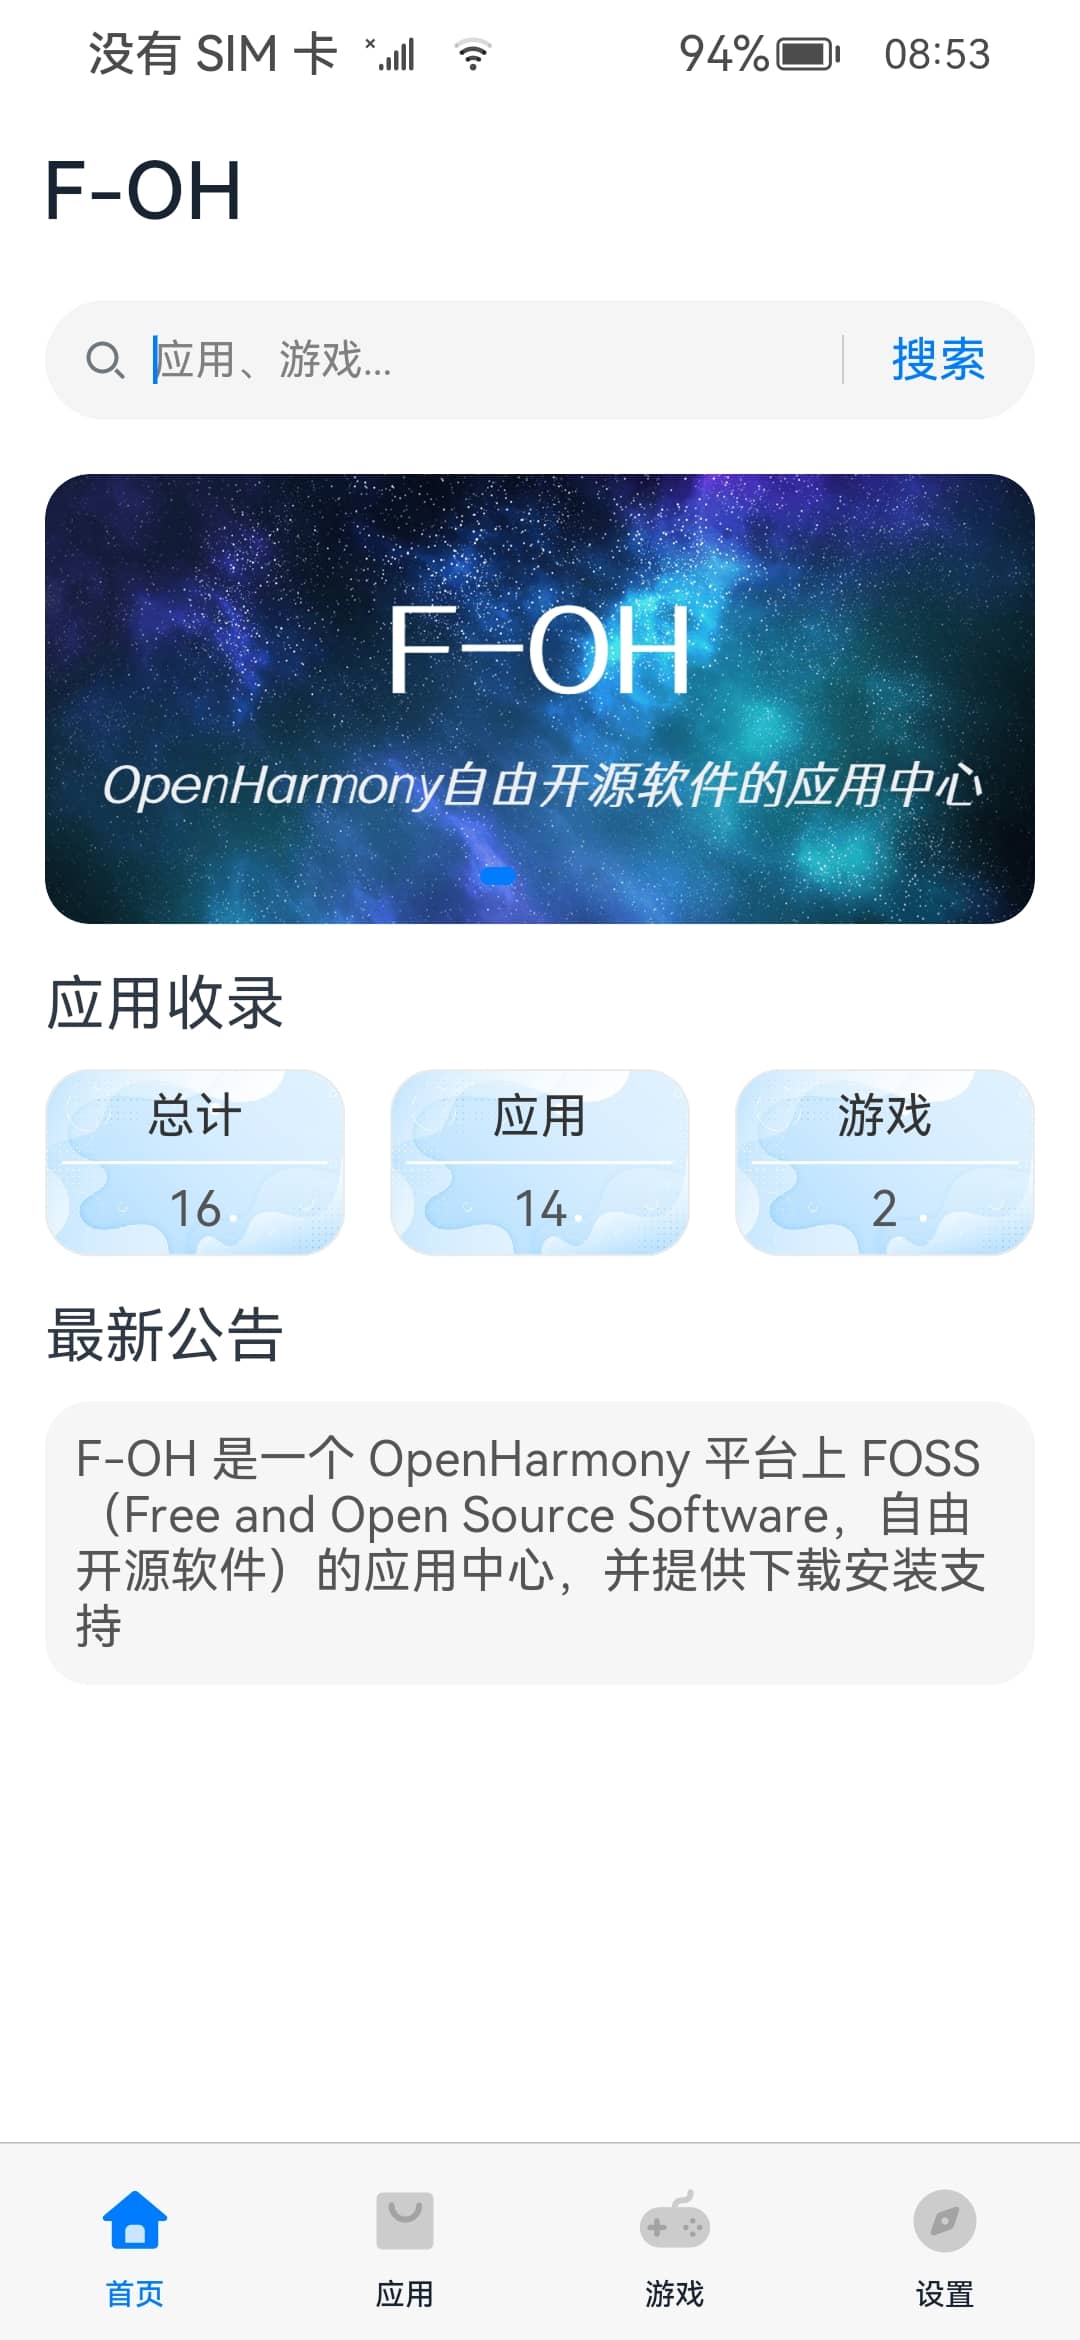 没有 SIM 卡 94% 08:53
F-OH
应用、游戏... 搜索
F-OH
OpenHarmony自由开源软件的应用中心
应用收录
总计 应用 游戏
16 14 2
最新公告
F-OH 是一个 OpenHarmony 平台上 FOSS
（Free and Open Source Software，自由
开源软件）的应用中心，并提供下载安装支
持
首页 应用 游戏 设置